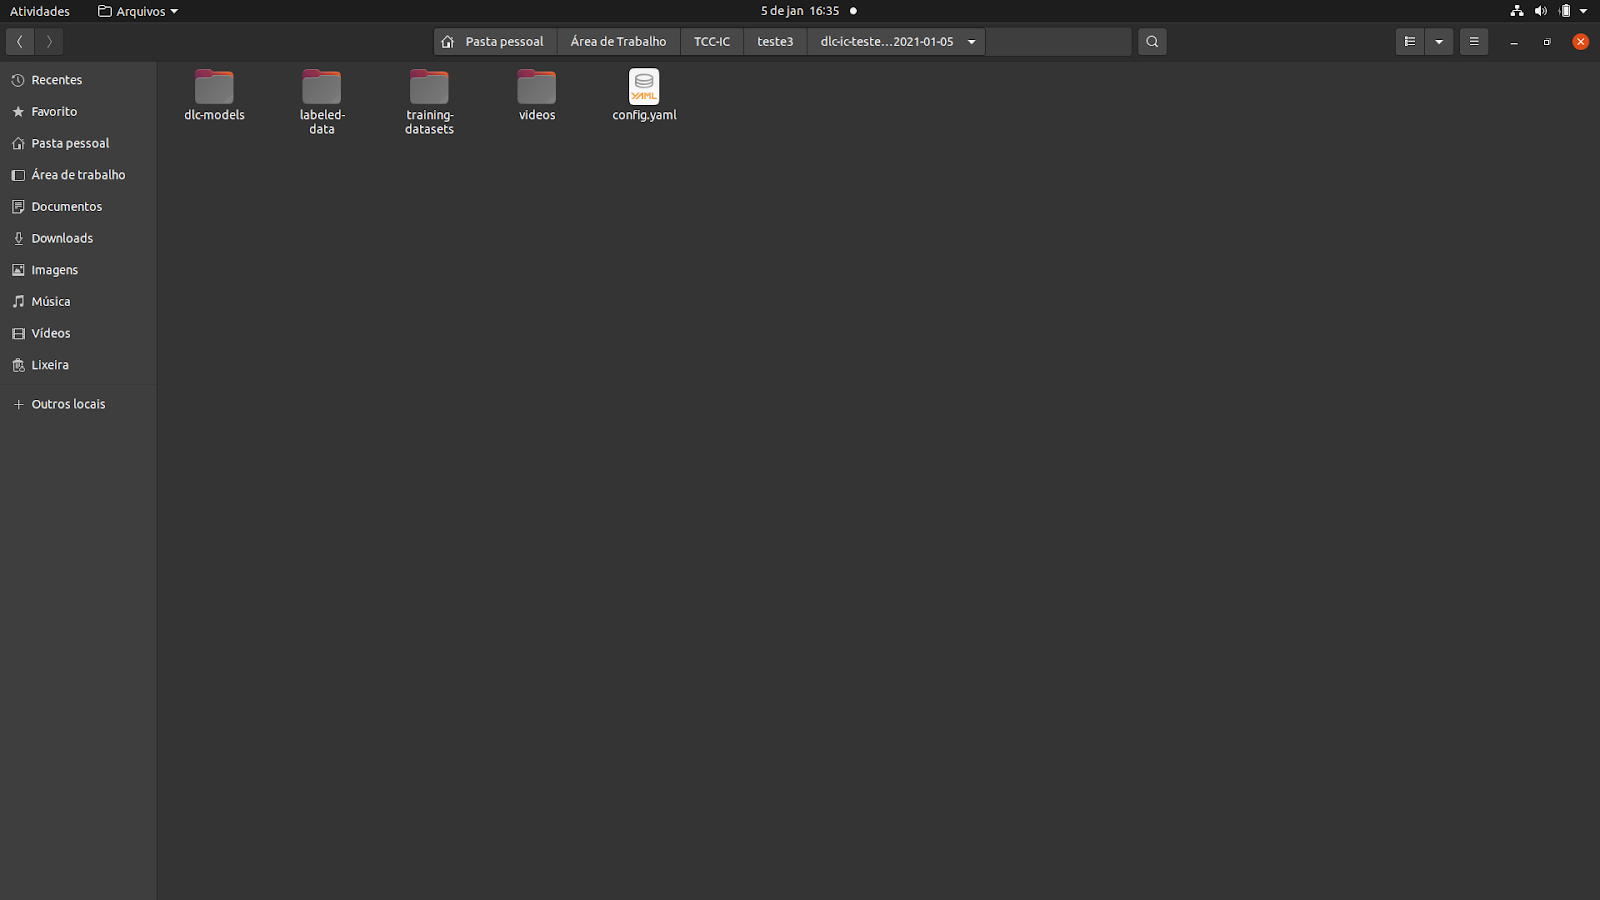 Atividades
Arquivos
5 de jan 16:35
Pasta pessoal
Área de Trabalho
TCC-IC
teste3
dlc-ic-teste...2021-01-05
Recentes
Favorito
Pasta pessoal
Área de trabalho
Documentos
Downloads
Imagens
Música
Vídeos
Lixeira
Outros locais
dlc-models
labeled-
data
training-
datasets
videos
YAML
config.yaml